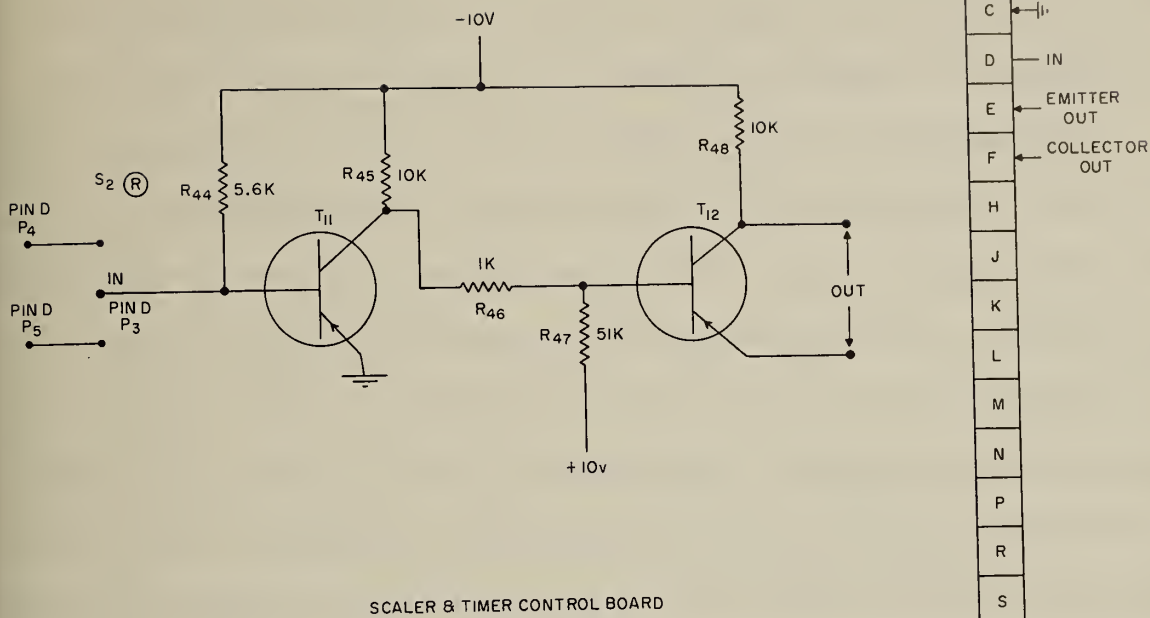 -10V
C
D IN
E EMITTER OUT
F COLLECTOR OUT
H
J
K
L
M
N
P
R
S
10K
R48
S2 R
R44 5.6K
R45 10K
T11
T12
PIN D
P4
IN
PIN D
P3
PIN D
P5
1K
R46
R47 51K
OUT
+10v
SCALER & TIMER CONTROL BOARD